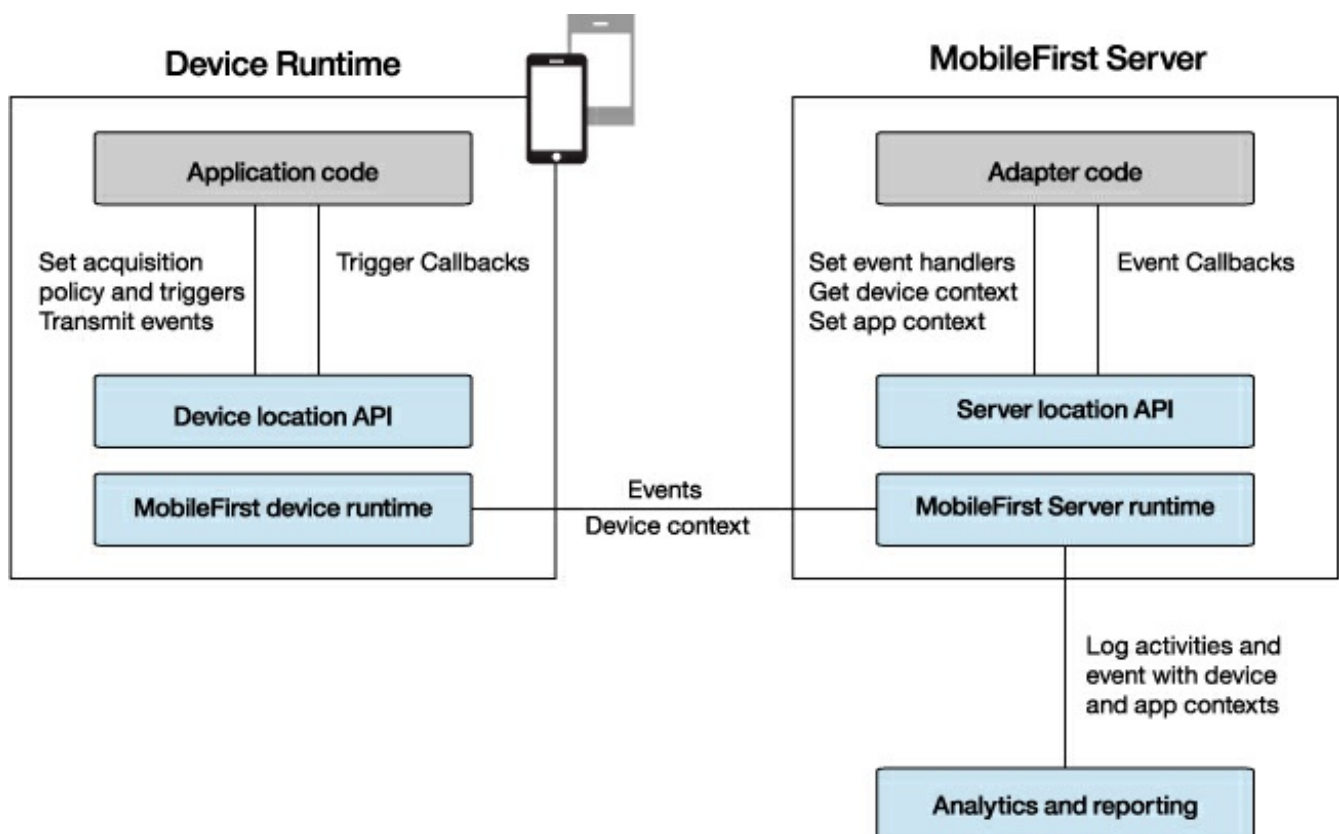 Device Runtime
MobileFirst Server
Application code
Adapter code
Set acquisition
policy and triggers
Transmit events
Trigger Callbacks
Set event handlers
Get device context
Set app context
Event Callbacks
Device location API
Server location API
MobileFirst device runtime
Events
Device context
MobileFirst Server runtime
Log activities and
event with device
and app contexts
Analytics and reporting